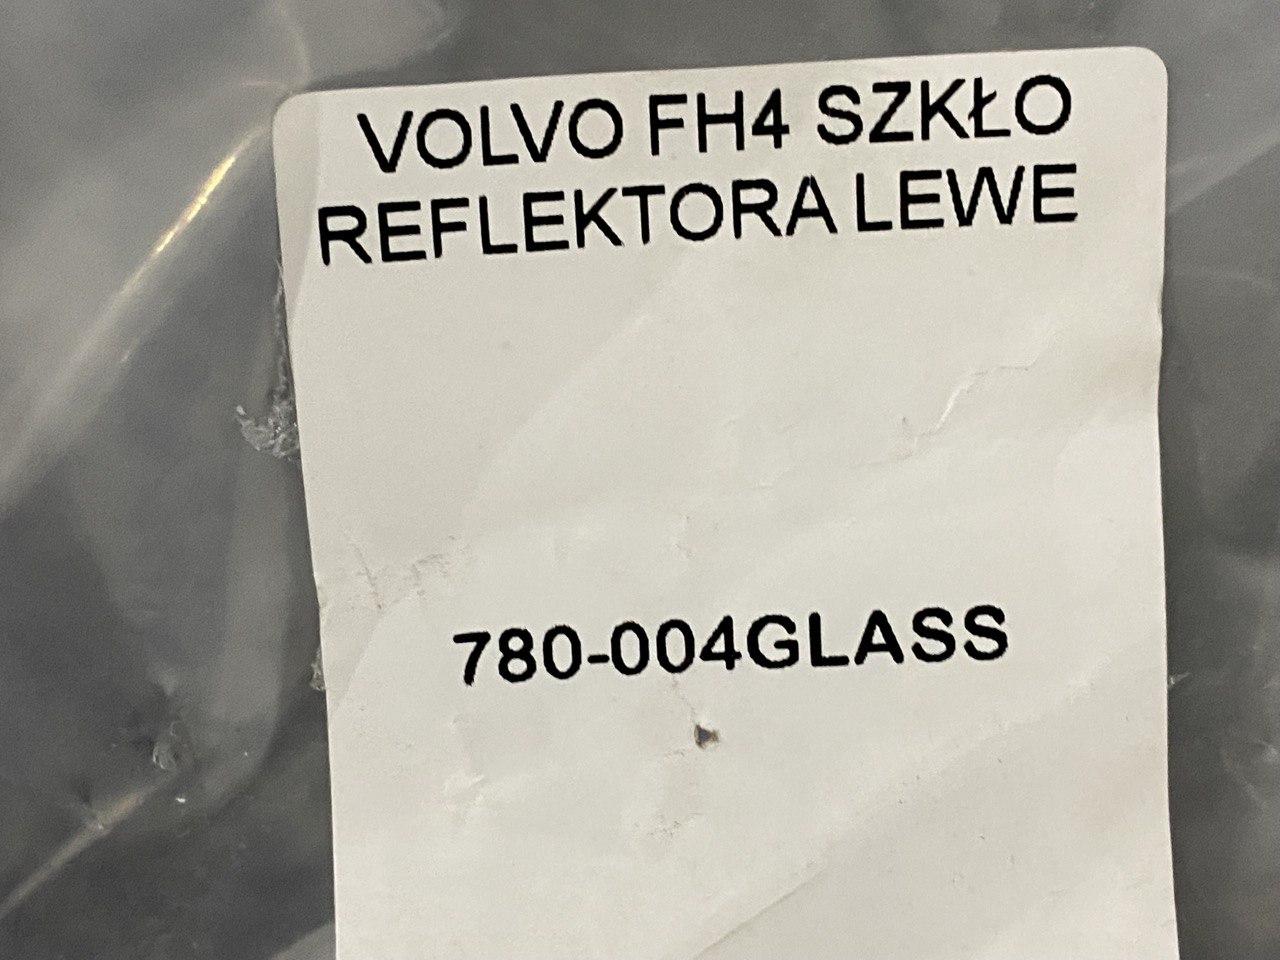 VOLVO FH4 SZKŁO
REFLEKTORA LEWE
780-004GLASS